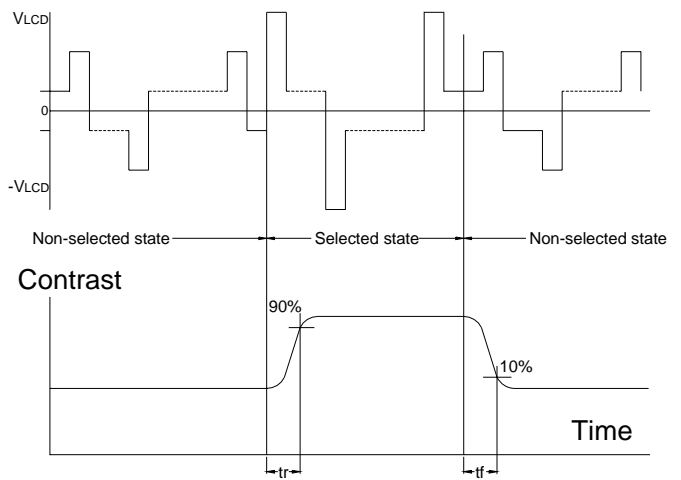 VLCD
0
-VLCD
Non-selected state
Selected state
Non-selected state
Contrast
90%
10%
Time
tr
tf